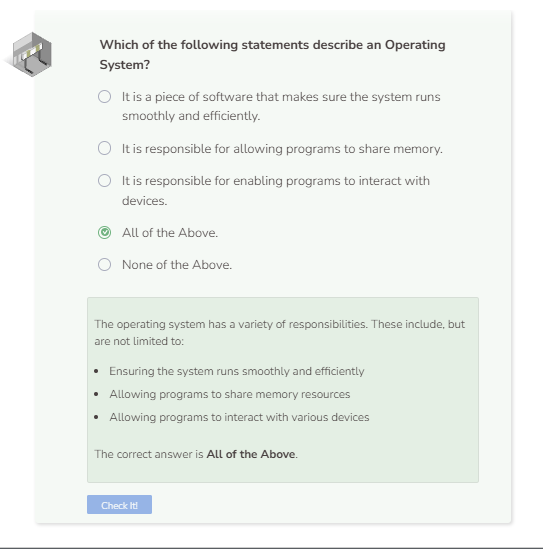 Which of the following statements describe an Operating
System?
It is a piece of software that makes sure the system runs
smoothly and efficiently.
It is responsible for allowing programs to share memory.
It is responsible for enabling programs to interact with
devices.
All of the Above.
None of the Above.
The operating system has a variety of responsibilities. These include, but
are not limited to:
Ensuring the system runs smoothly and efficiently
Allowing programs to share memory resources
Allowing programs to interact with various devices
The correct answer is All of the Above.
Check It!